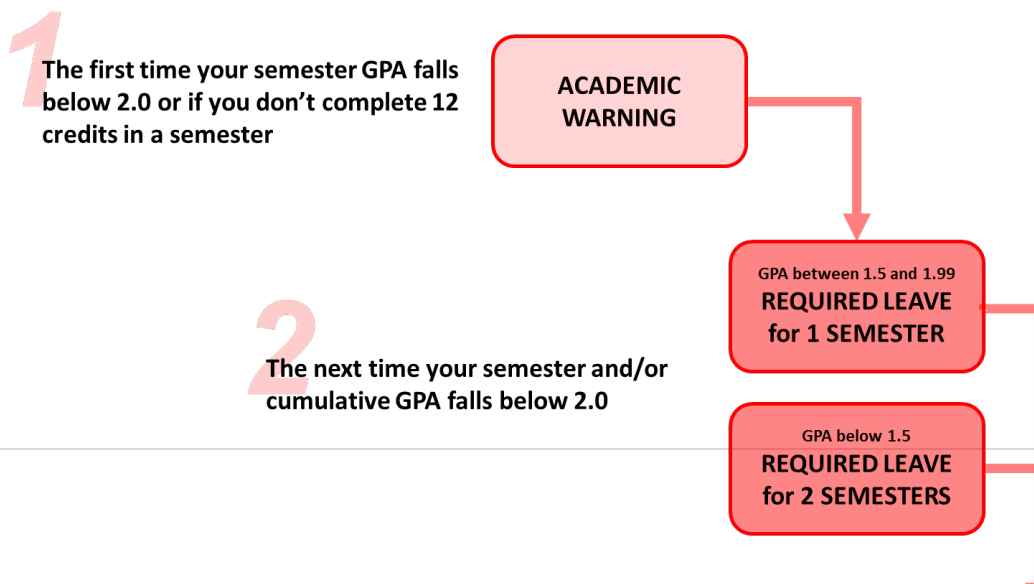 1
The first time your semester GPA falls
below 2.0 or if you don’t complete 12
credits in a semester
ACADEMIC
WARNING
GPA between 1.5 and 1.99
REQUIRED LEAVE
for 1 SEMESTER
2
The next time your semester and/or
cumulative GPA falls below 2.0
GPA below 1.5
REQUIRED LEAVE
for 2 SEMESTERS